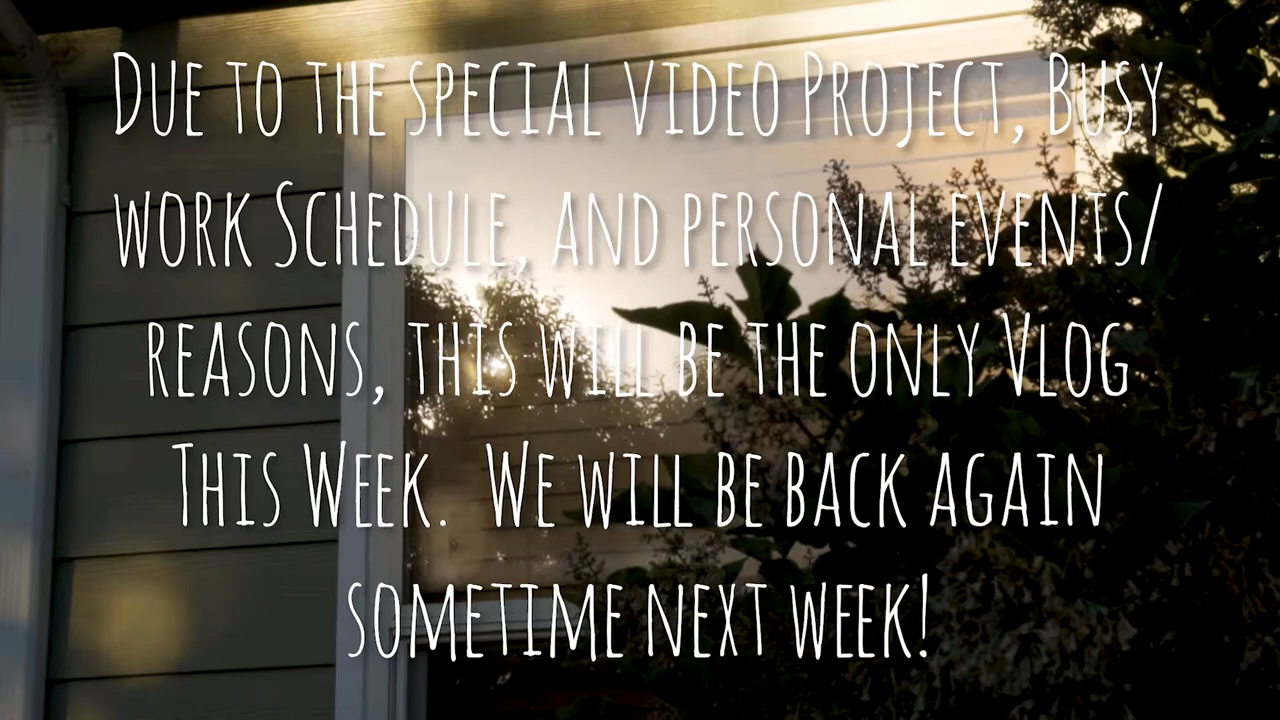 Due to the special video Project, Busy
work Schedule, and personal events/
reasons, this will be the only Vlog
This Week. We will be back again
sometime next week!